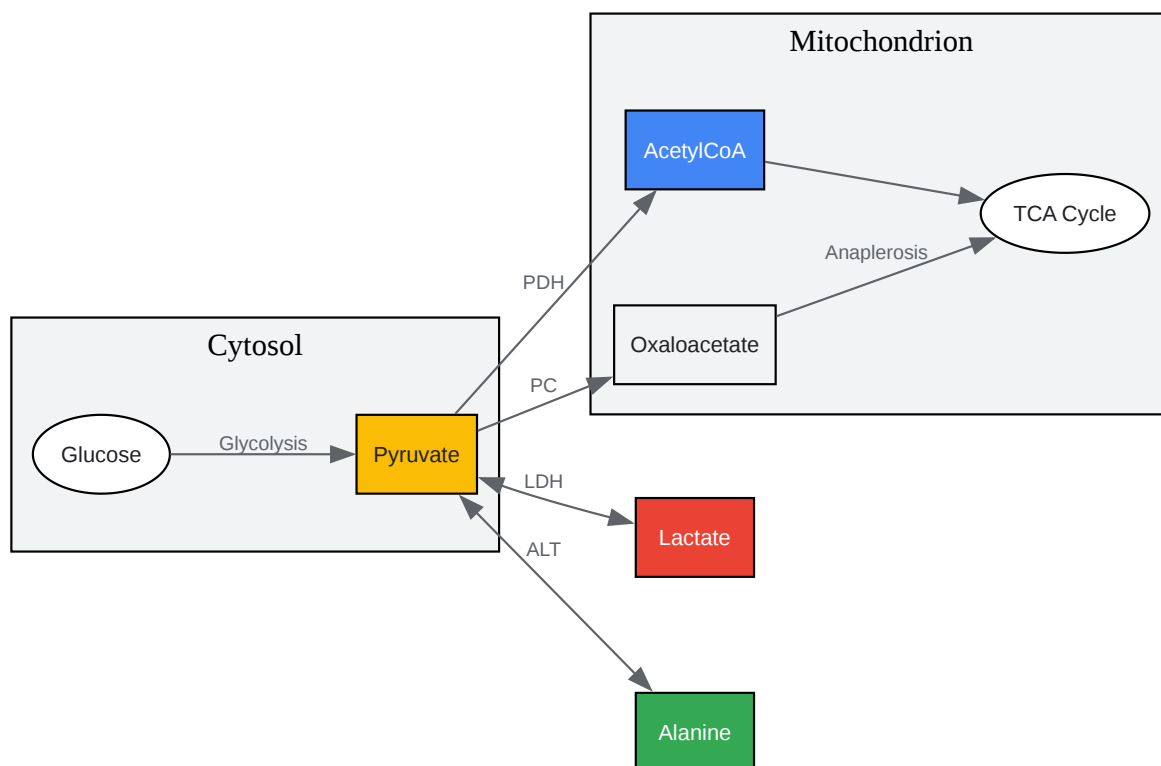 Mitochondrion
AcetylCoA
TCA Cycle
Anaplerosis
PDH
Oxaloacetate
Cytosol
PC
Glycolysis
Glucose
Pyruvate
LDH
Lactate
ALT
Alanine